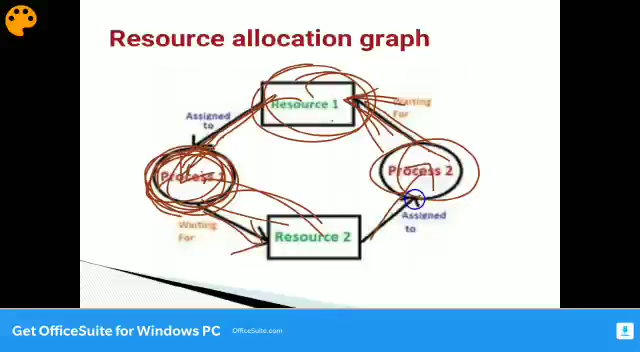 Resource allocation graph
Resource 1
Waiting
For
Assigned
to
Process 1
Process 2
Waiting
For
Resource 2
Assigned
to
Get OfficeSuite for Windows PC
OfficeSuite.com